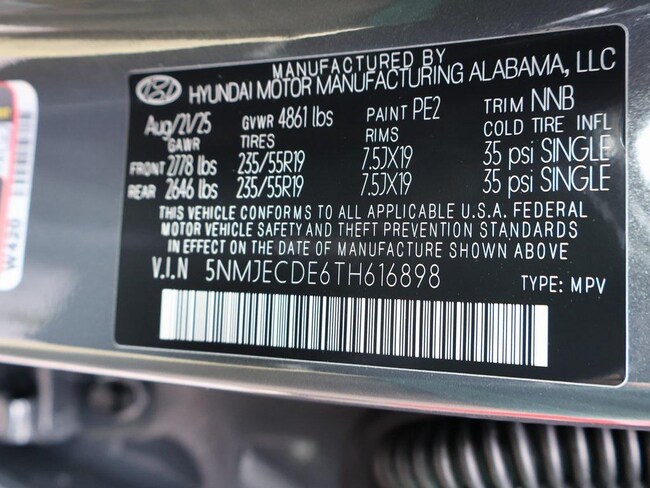 MANUFACTURED BY
HYUNDAI MOTOR MANUFACTURING ALABAMA, LLC
Aug/21/25 GVWR 4861 lbs PAINT PE2 TRIM NNB
GAWR TIRES RIMS COLD TIRE INFL
FRONT 2778 lbs 235/55R19 7.5JX19 35 psi SINGLE
REAR 2646 lbs 235/55R19 7.5JX19 35 psi SINGLE
THIS VEHICLE CONFORMS TO ALL APPLICABLE U.S.A. FEDERAL
MOTOR VEHICLE SAFETY AND THEFT PREVENTION STANDARDS
IN EFFECT ON THE DATE OF MANUFACTURE SHOWN ABOVE
V.I.N 5NMJECDE6TH616898 TYPE: MPV
W420